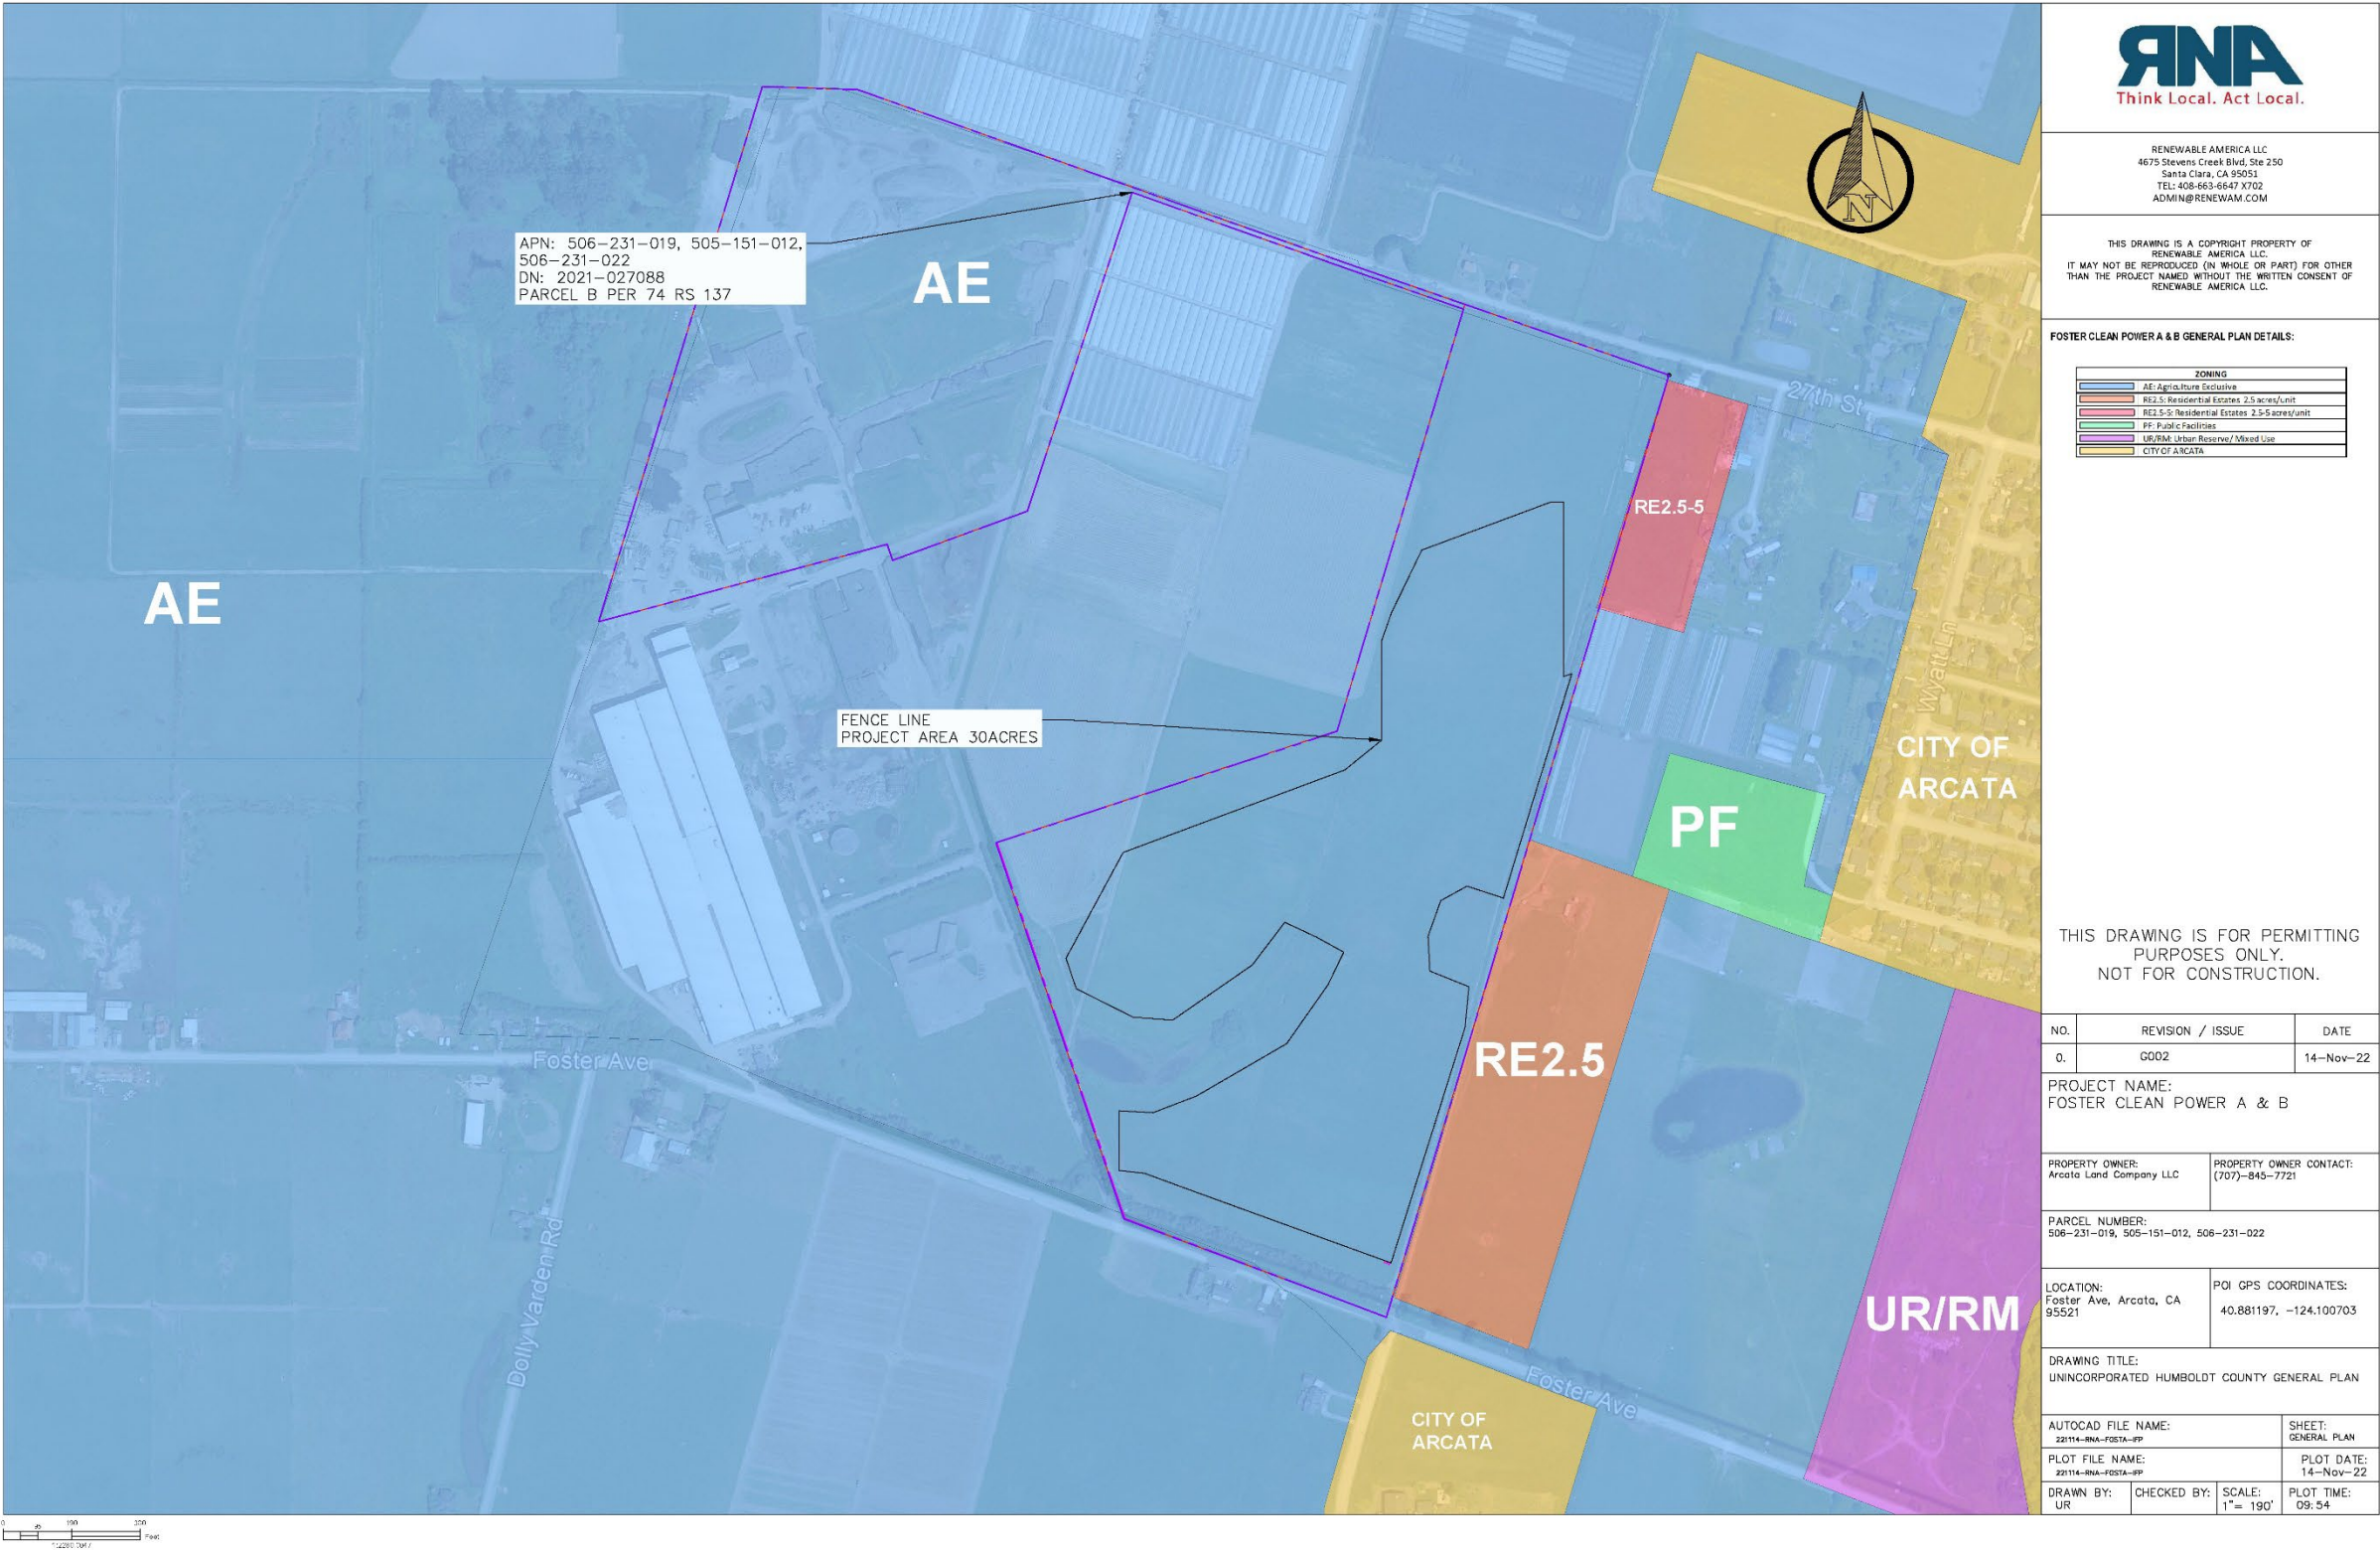 APN: 506-231-019, 505-151-012,
506-231-022
DN: 2021-027088
PARCEL B PER 74 RS 137
AE
AE
27th St
RE2.5-5
FENCE LINE
PROJECT AREA 30ACRES
Wyatt Ln
CITY OF
ARCATA
PF
RE2.5
Foster Ave
Dolly Varden Rd
UR/RM
Foster Ave
CITY OF
ARCATA
N
RNA
Think Local. Act Local.
RENEWABLE AMERICA LLC
4675 Stevens Creek Blvd, Ste 250
Santa Clara, CA 95051
TEL: 408-663-6647 X702
ADMIN@RENEWAM.COM
THIS DRAWING IS A COPYRIGHT PROPERTY OF
RENEWABLE AMERICA LLC.
IT MAY NOT BE REPRODUCED (IN WHOLE OR PART) FOR OTHER
THAN THE PROJECT NAMED WITHOUT THE WRITTEN CONSENT OF
RENEWABLE AMERICA LLC.
FOSTER CLEAN POWER A & B GENERAL PLAN DETAILS:
ZONING
AE: Agriculture Exclusive
RE2.5: Residential Estates 2.5 acres/unit
RE2.5-5: Residential Estates 2.5-5 acres/unit
PF: Public Facilities
UR/RM: Urban Reserve/ Mixed Use
CITY OF ARCATA
THIS DRAWING IS FOR PERMITTING
PURPOSES ONLY.
NOT FOR CONSTRUCTION.
NO. REVISION / ISSUE DATE
0. G002 14-Nov-22
PROJECT NAME:
FOSTER CLEAN POWER A & B
PROPERTY OWNER:
Arcata Land Company LLC
PROPERTY OWNER CONTACT:
(707)-845-7721
PARCEL NUMBER:
506-231-019, 505-151-012, 506-231-022
LOCATION:
Foster Ave, Arcata, CA
95521
POI GPS COORDINATES:
40.881197, -124.100703
DRAWING TITLE:
UNINCORPORATED HUMBOLDT COUNTY GENERAL PLAN
AUTOCAD FILE NAME:
221114-RNA-FOSTA-IFP
SHEET:
GENERAL PLAN
PLOT FILE NAME:
221114-RNA-FOSTA-IFP
PLOT DATE:
14-Nov-22
DRAWN BY:
UR
CHECKED BY:
SCALE:
1"= 190'
PLOT TIME:
09:54
0 95 190 380
Feet